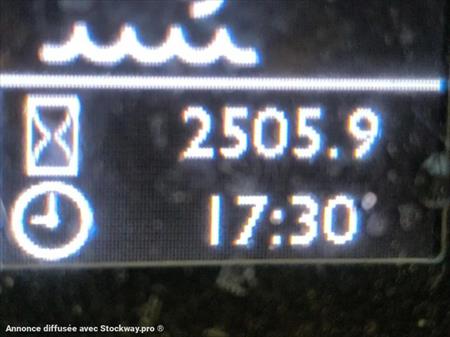 2505.9
17:30
Annonce diffusée avec Stockway.pro ®